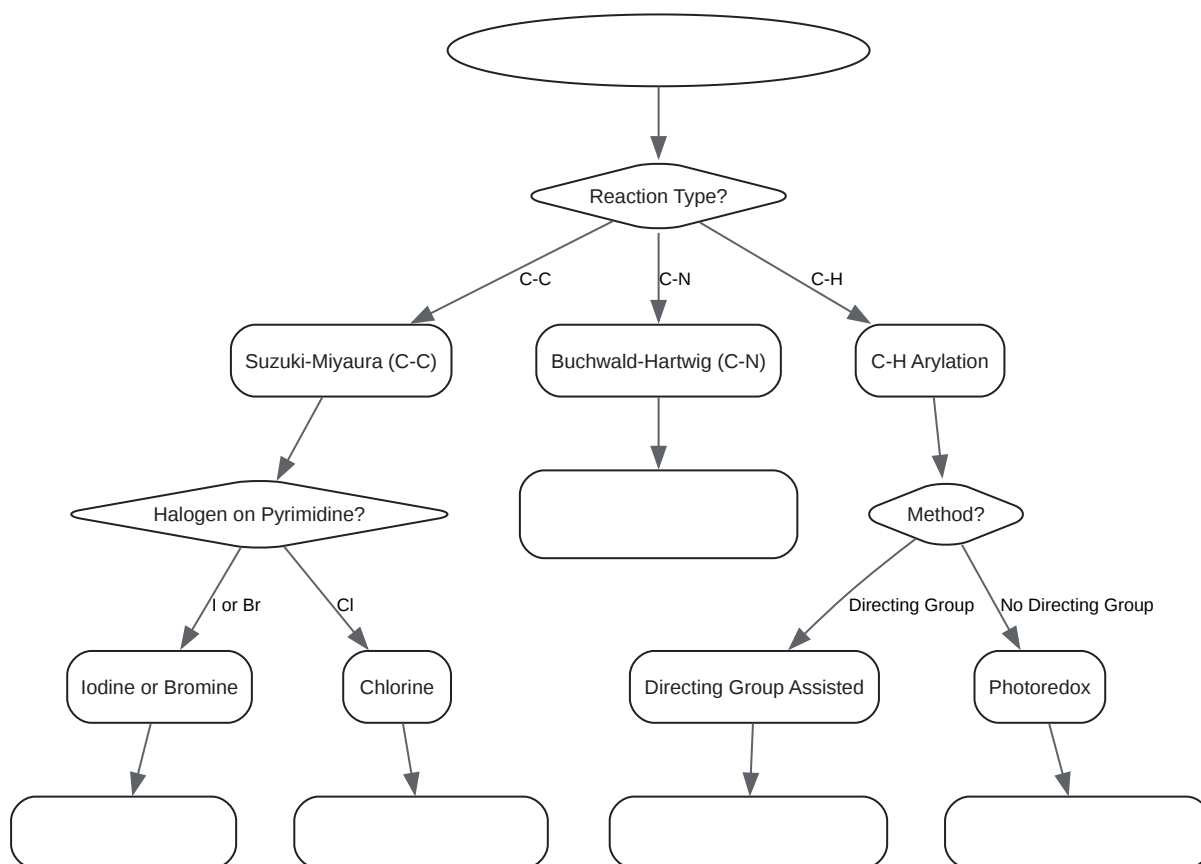 Reaction Type?
C-C
C-N
C-H
Suzuki-Miyaura (C-C)
Buchwald-Hartwig (C-N)
C-H Arylation
Halogen on Pyrimidine?
Method?
I or Br
Cl
Directing Group
No Directing Group
Iodine or Bromine
Chlorine
Directing Group Assisted
Photoredox